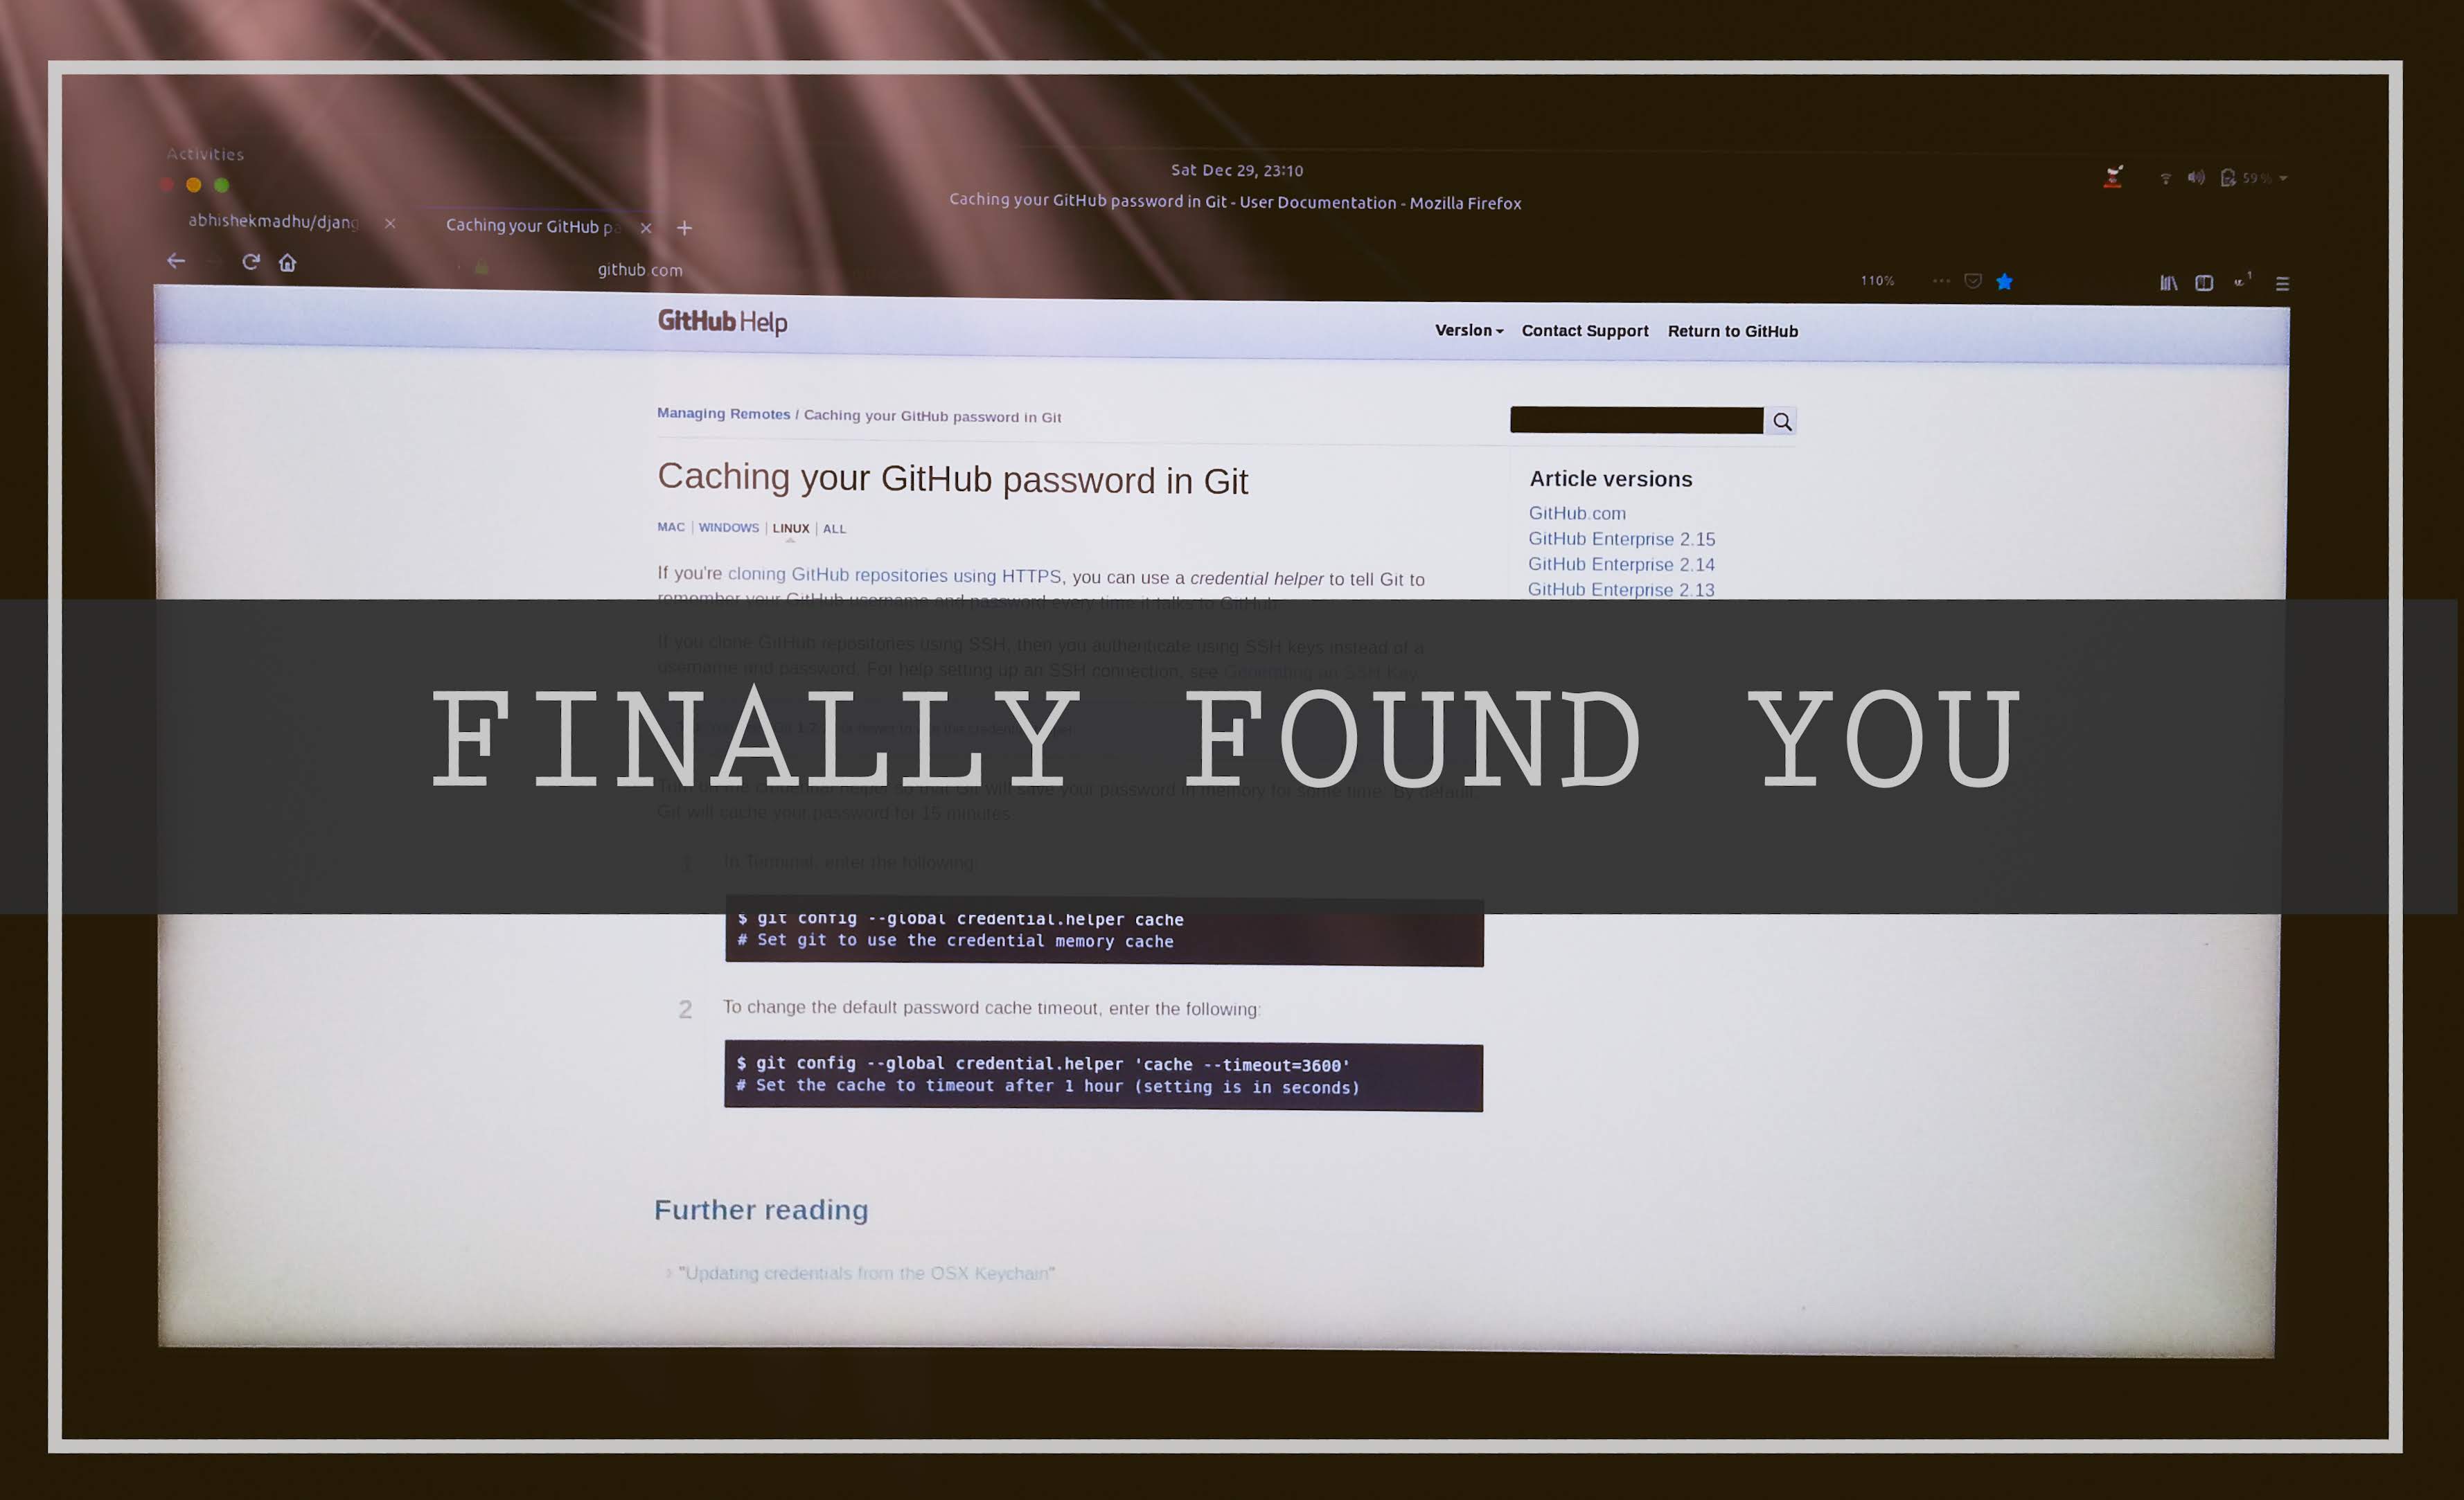 Activities
Sat Dec 29, 23:10
59%
Caching your GitHub password in Git - User Documentation - Mozilla Firefox
abhishekmadhu/djang
Caching your GitHub pa
github.com
110%
GitHub Help
Version
Contact Support
Return to GitHub
Managing Remotes / Caching your GitHub password in Git
Caching your GitHub password in Git
MAC | WINDOWS | LINUX | ALL
Article versions
GitHub.com
GitHub Enterprise 2.15
GitHub Enterprise 2.14
GitHub Enterprise 2.13
If you're cloning GitHub repositories using HTTPS, you can use a credential helper to tell Git to
remember your GitHub username and password every time it talks to GitHub.
If you clone GitHub repositories using SSH, then you authenticate using SSH keys instead of a
username and password. For help setting up an SSH connection, see Generating an SSH Key.
FINALLY FOUND YOU
Git will save your password in memory for some time. By default,
Git will cache your password for 15 minutes.
1 In Terminal, enter the following:
$ git config --global credential.helper cache
# Set git to use the credential memory cache
2 To change the default password cache timeout, enter the following:
$ git config --global credential.helper 'cache --timeout=3600'
# Set the cache to timeout after 1 hour (setting is in seconds)
Further reading
"Updating credentials from the OSX Keychain"